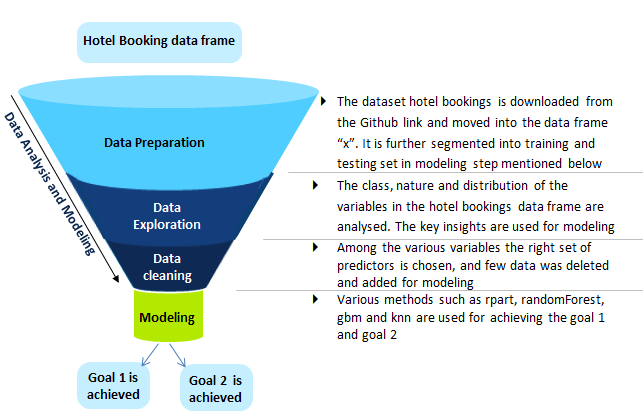 Hotel Booking data frame
Data Analysis and Modeling
Data Preparation
The dataset hotel bookings is downloaded from
the Github link and moved into the data frame
“x”. It is further segmented into training and
testing set in modeling step mentioned below
Data
Exploration
The class, nature and distribution of the
variables in the hotel bookings data frame are
analysed. The key insights are used for modeling
Data
cleaning
Among the various variables the right set of
predictors is chosen, and few data was deleted
and added for modeling
Modeling
Various methods such as rpart, randomForest,
gbm and knn are used for achieving the goal 1
and goal 2
Goal 1 is
achieved
Goal 2 is
achieved